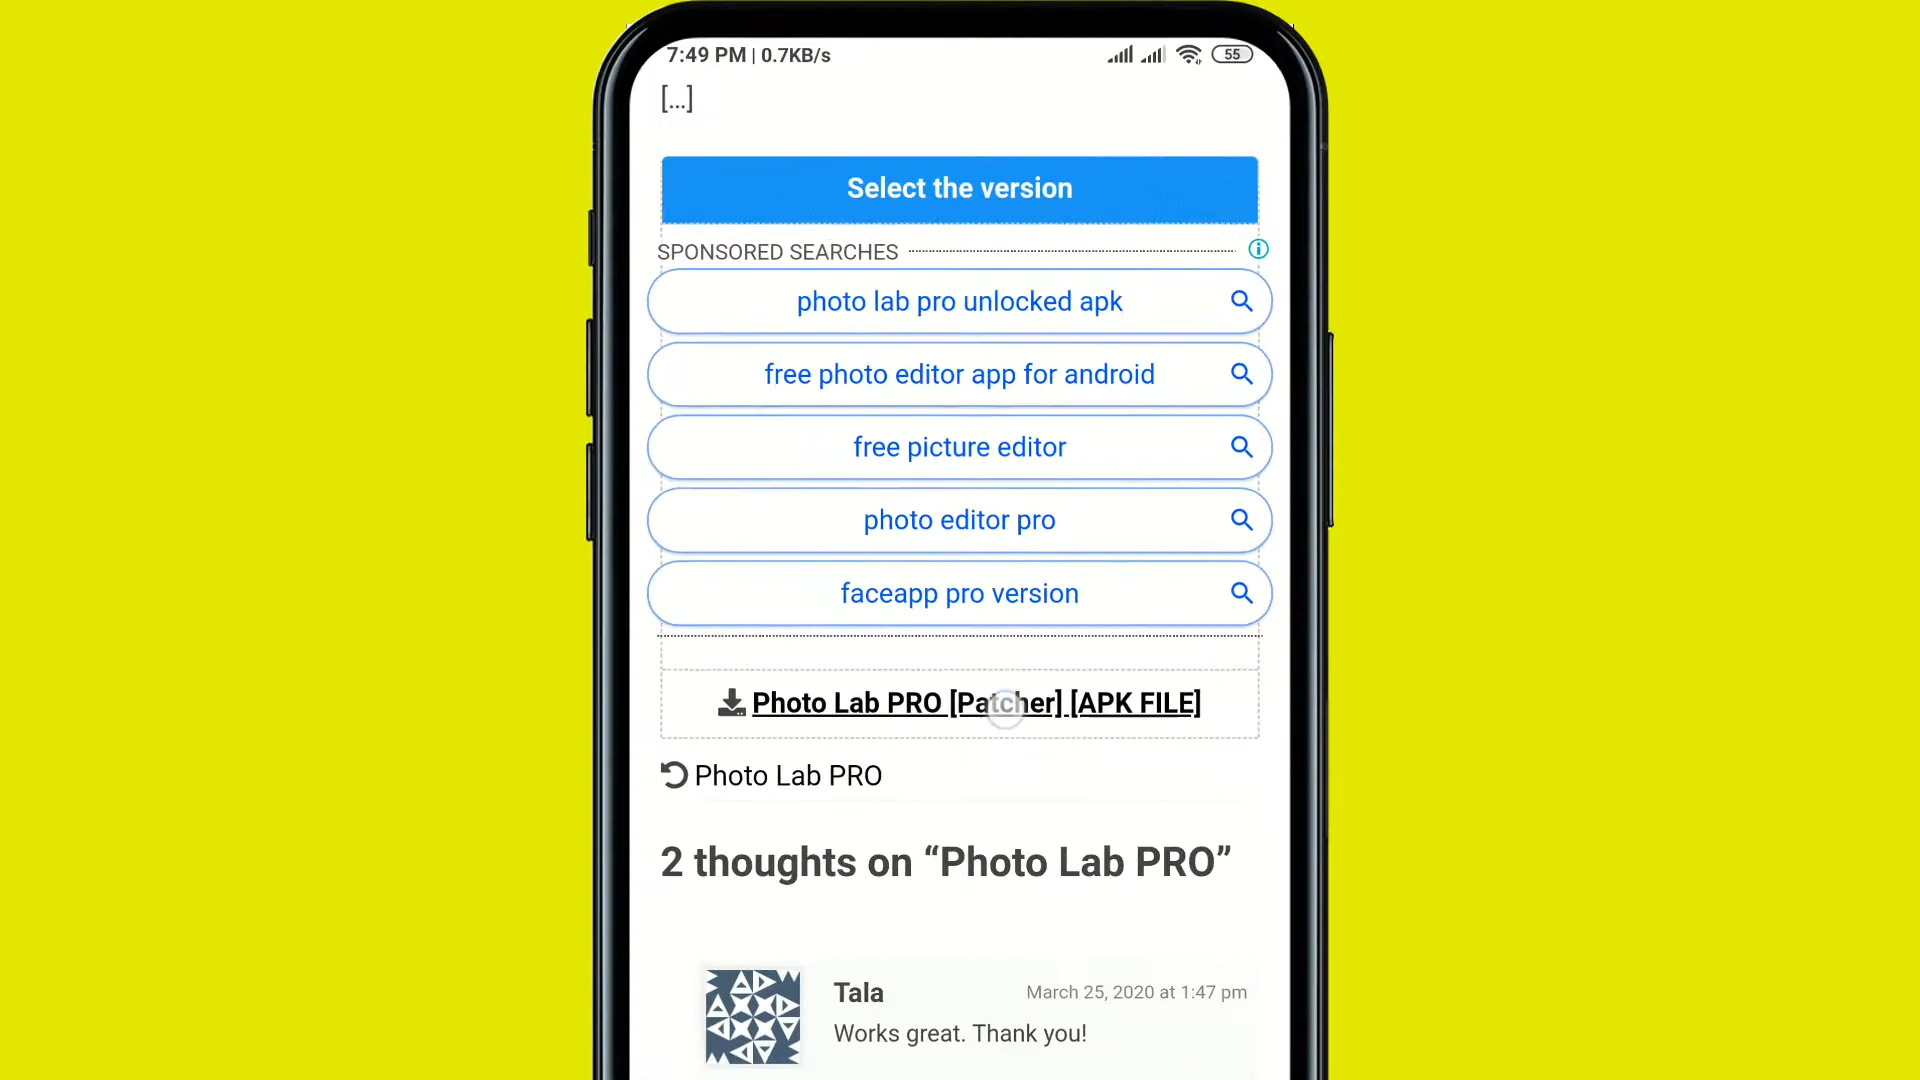 7:49 PM | 0.7KB/s 55
[...]
Select the version
SPONSORED SEARCHES
photo lab pro unlocked apk
free photo editor app for android
free picture editor
photo editor pro
faceapp pro version
Photo Lab PRO [Patcher] [APK FILE]
Photo Lab PRO
2 thoughts on “Photo Lab PRO”
Tala March 25, 2020 at 1:47 pm
Works great. Thank you!